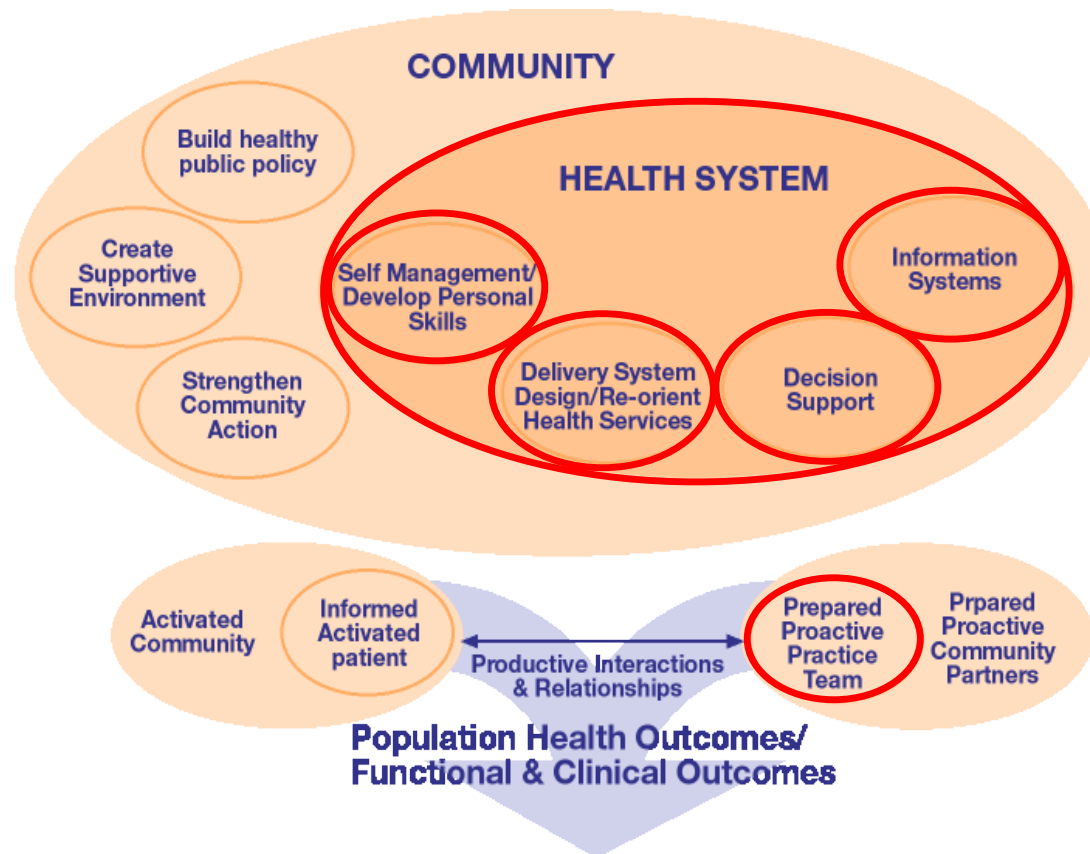 COMMUNITY
Build healthy
public policy
HEALTH SYSTEM
Create
Supportive
Environment
Self Management/
Develop Personal
Skills
Information
Systems
Strengthen
Community
Action
Delivery System
Design/Re-orient
Health Services
Decision
Support
Activated
Community
Informed
Activated
patient
Productive Interactions
& Relationships
Prepared
Proactive
Practice
Team
Prpared
Proactive
Community
Partners
Population Health Outcomes/
Functional & Clinical Outcomes